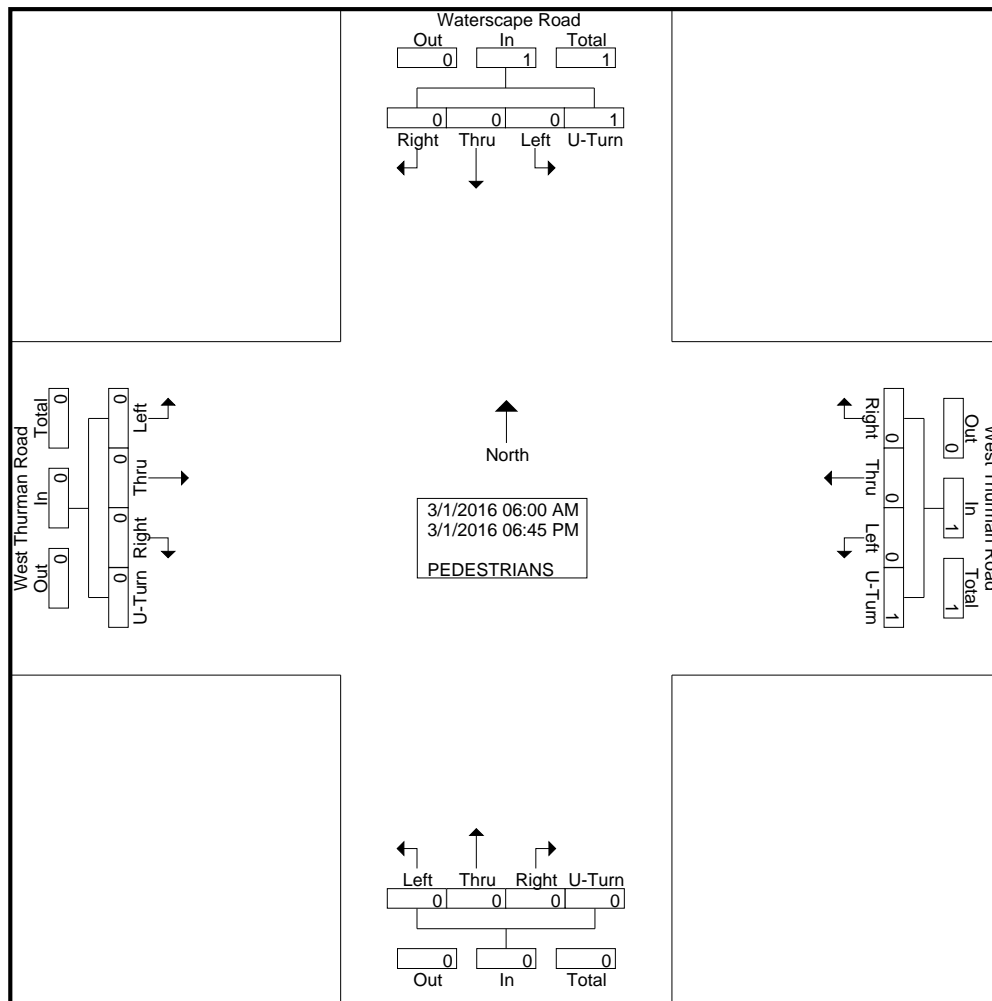 Waterscape Road
Out In Total
0 1 1
0 0 0 1
Right Thru Left U-Turn
West Thurman Road
Total In Out
0 0 0
0 0 0 0
Left Thru Right U-Turn
North
3/1/2016 06:00 AM
3/1/2016 06:45 PM
PEDESTRIANS
West Thurman Road
Out In Total
0 1 1
0 0 0 1
Right Thru Left U-Turn
Left Thru Right U-Turn
0 0 0 0
0 0 0
Out In Total